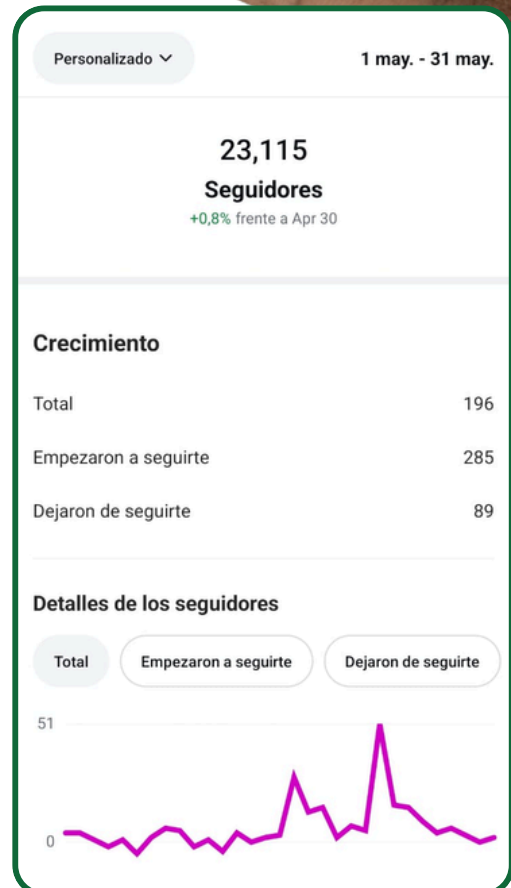 Personalizado
1 may. - 31 may.
23,115
Seguidores
+0,8% frente a Apr 30
Crecimiento
Total 196
Empezaron a seguirte 285
Dejaron de seguirte 89
Detalles de los seguidores
Total Empezaron a seguirte Dejaron de seguirte
51
0